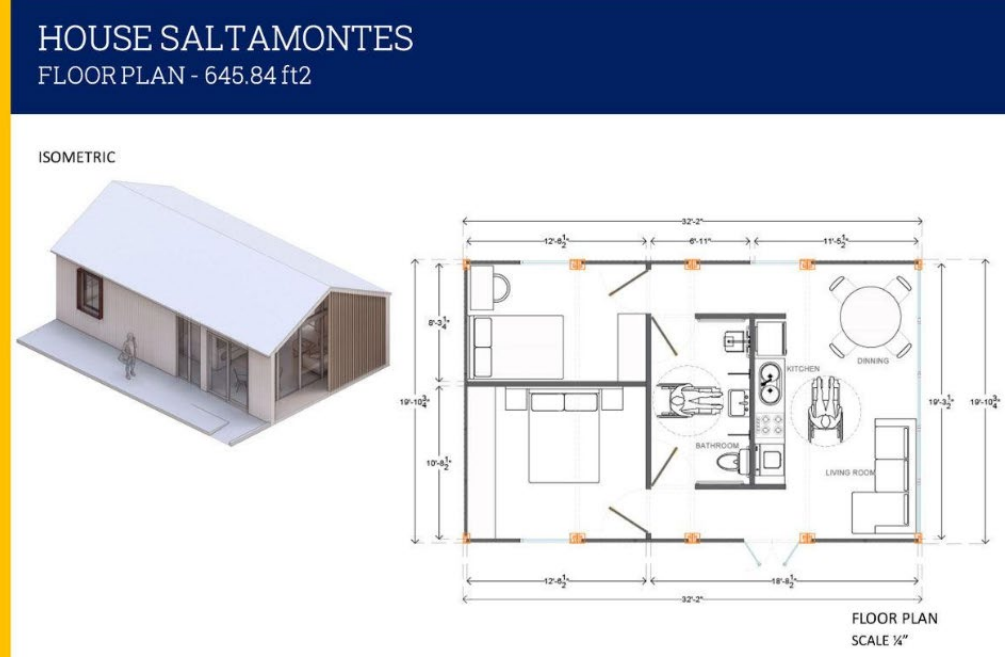 HOUSE SALTAMONTES
FLOOR PLAN - 645.84 ft2
ISOMETRIC
32'-2"
12'-6½"
6'-11"
11'-5½"
8'-3¼"
19'-10¾"
10'-8½"
19'-3½"
19'-10¾"
DINNING
KITCHEN
BATHROOM
LIVING ROOM
12'-6½"
18'-8½"
32'-2"
FLOOR PLAN
SCALE ¼"